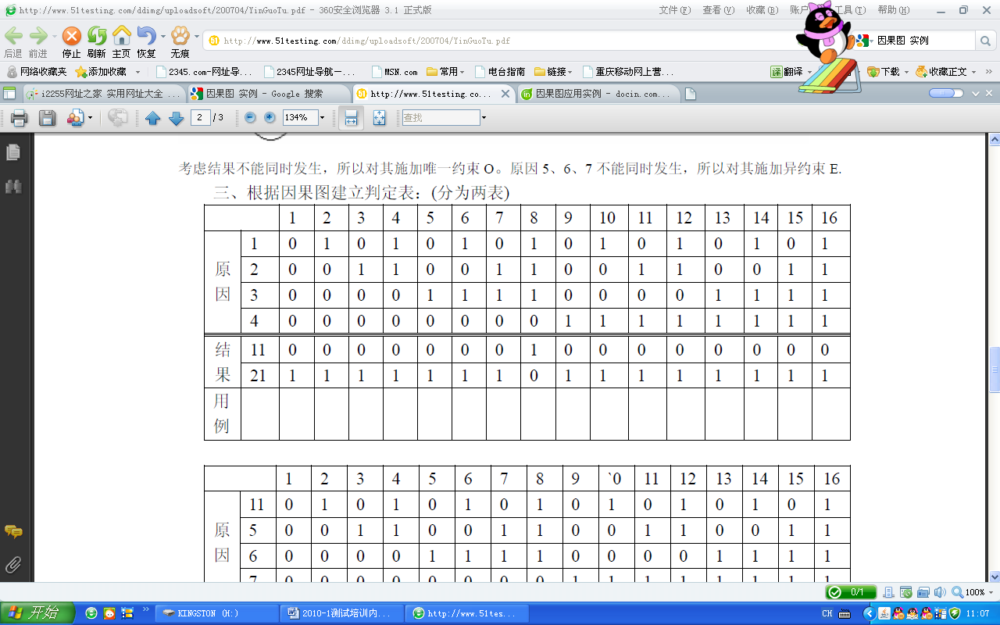 http://www.51testing.com/ddimg/uploadsoft/200704/YinGuoTu.pdf - 360安全浏览器 3.1 正式版 文件(F) 查看(V) 收藏(B) 账户 工具(T) 帮助(H)
http://www.51testing.com/ddimg/uploadsoft/200704/YinGuoTu.pdf 因果图 实例
后退 前进 停止 刷新 主页 恢复 无痕
网络收藏夹 添加收藏 2345.com-网址导... 2345网址导航一... MSN.com 常用 电台指南 链接 重庆移动网上营... 翻译 下载 收藏正文
i2255网址之家 实用网址大全 ... 因果图 实例 - Google 搜索 http://www.51testing.co... 因果图应用实例 - docin.com...
2 / 3 134% 查找
考虑结果不能同时发生，所以对其施加唯一约束 O。原因 5、6、7 不能同时发生，所以对其施加异约束 E.
三、根据因果图建立判定表：(分为两表)
1 2 3 4 5 6 7 8 9 10 11 12 13 14 15 16
原因
1 0 1 0 1 0 1 0 1 0 1 0 1 0 1 0 1
2 0 0 1 1 0 0 1 1 0 0 1 1 0 0 1 1
3 0 0 0 0 1 1 1 1 0 0 0 0 1 1 1 1
4 0 0 0 0 0 0 0 0 1 1 1 1 1 1 1 1
结果
11 0 0 0 0 0 0 0 1 0 0 0 0 0 0 0 0
21 1 1 1 1 1 1 1 0 1 1 1 1 1 1 1 1
用例
1 2 3 4 5 6 7 8 9 `0 11 12 13 14 15 16
原因
11 0 1 0 1 0 1 0 1 0 1 0 1 0 1 0 1
5 0 0 1 1 0 0 1 1 0 0 1 1 0 0 1 1
6 0 0 0 0 1 1 1 1 0 0 0 0 1 1 1 1
7 0 0 0 0 0 0 0 0 1 1 1 1 1 1 1 1
0/1 100%
开始 KINGSTON (H:) 2010-1测试培训内... http://www.51tes... CH 11:07